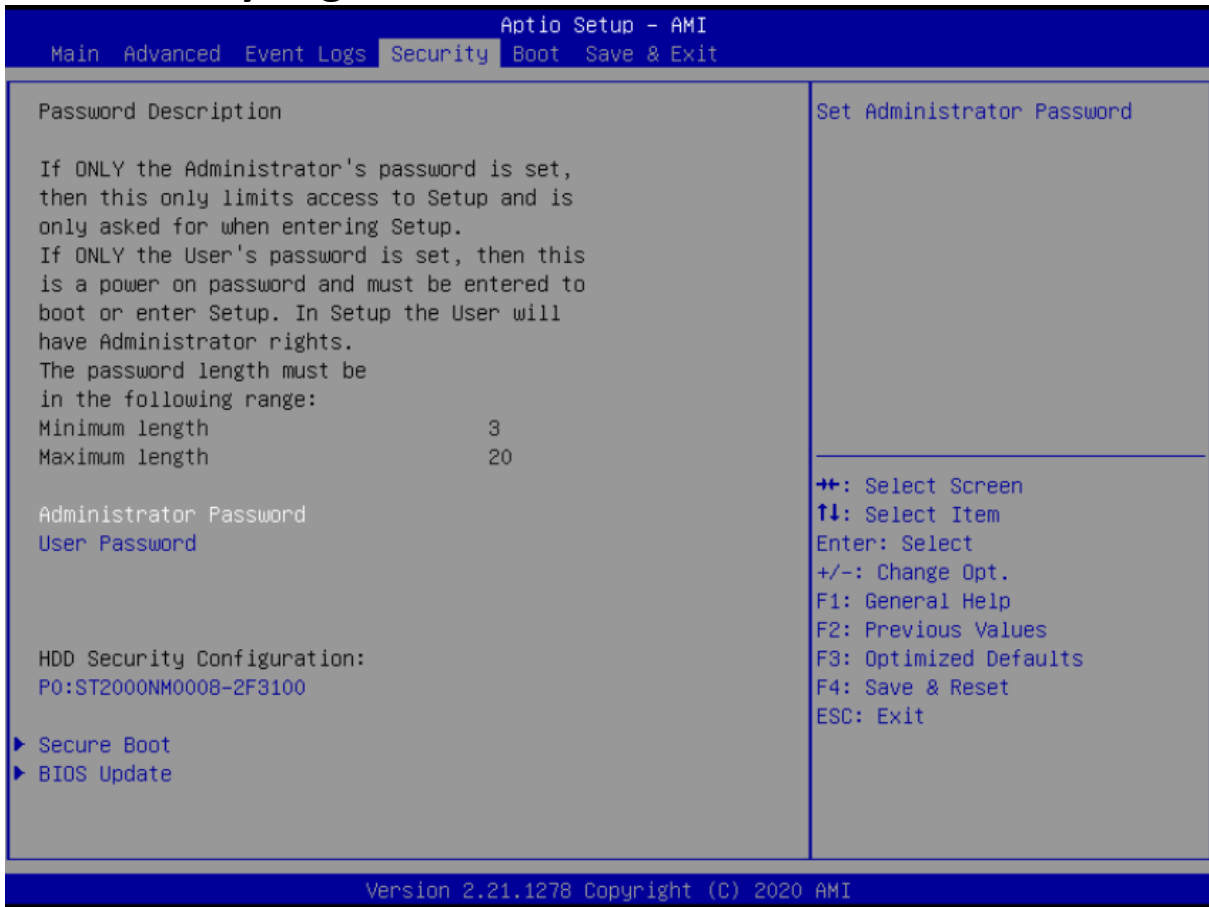 Aptio Setup – AMI
Main Advanced Event Logs Security Boot Save & Exit
Password Description
If ONLY the Administrator's password is set,
then this only limits access to Setup and is
only asked for when entering Setup.
If ONLY the User's password is set, then this
is a power on password and must be entered to
boot or enter Setup. In Setup the User will
have Administrator rights.
The password length must be
in the following range:
Minimum length 3
Maximum length 20
Administrator Password
User Password
HDD Security Configuration:
P0:ST2000NM0008-2F3100
▶ Secure Boot
▶ BIOS Update
Set Administrator Password
→←: Select Screen
↑↓: Select Item
Enter: Select
+/-: Change Opt.
F1: General Help
F2: Previous Values
F3: Optimized Defaults
F4: Save & Reset
ESC: Exit
Version 2.21.1278 Copyright (C) 2020 AMI